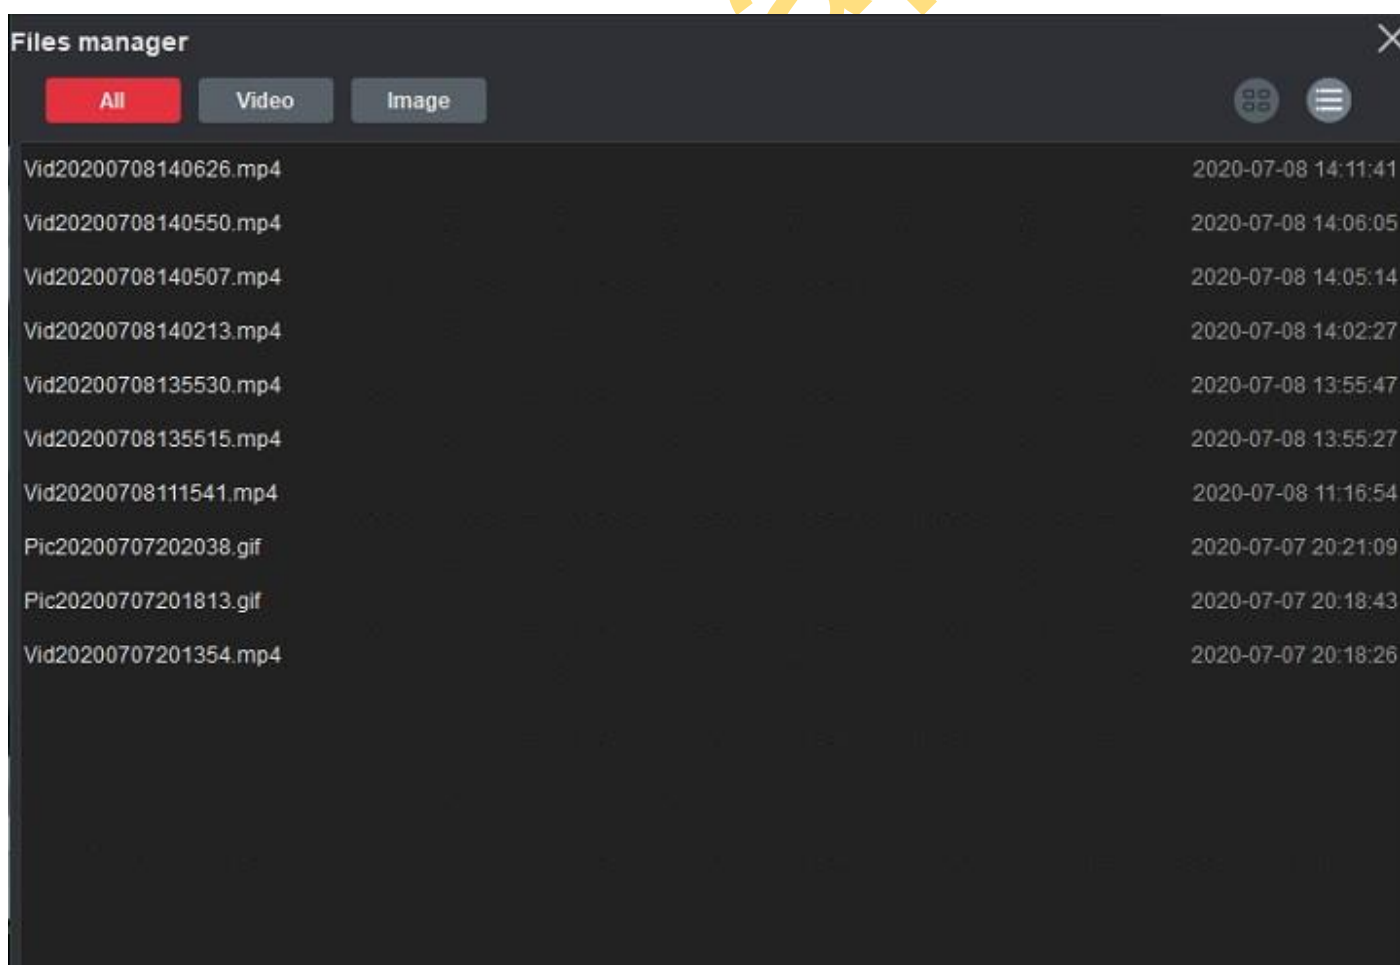 Files manager
All Video Image
Vid20200708140626.mp4 2020-07-08 14:11:41
Vid20200708140550.mp4 2020-07-08 14:06:05
Vid20200708140507.mp4 2020-07-08 14:05:14
Vid20200708140213.mp4 2020-07-08 14:02:27
Vid20200708135530.mp4 2020-07-08 13:55:47
Vid20200708135515.mp4 2020-07-08 13:55:27
Vid20200708111541.mp4 2020-07-08 11:16:54
Pic20200707202038.gif 2020-07-07 20:21:09
Pic20200707201813.gif 2020-07-07 20:18:43
Vid20200707201354.mp4 2020-07-07 20:18:26